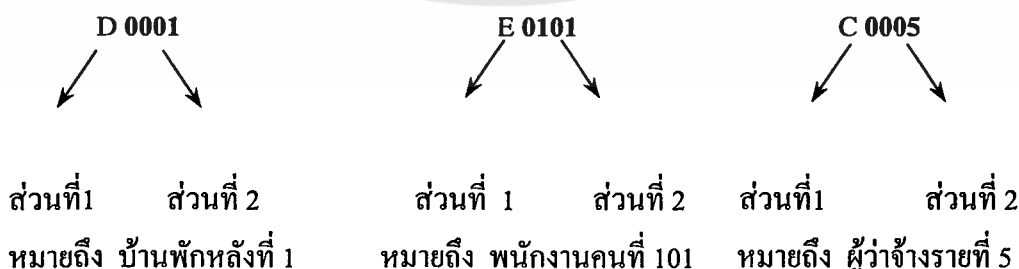 D 0001 E 0101 C 0005
ส่วนที่1 ส่วนที่ 2 ส่วนที่ 1 ส่วนที่ 2 ส่วนที่1 ส่วนที่ 2
หมายถึง บ้านพักหลังที่ 1 หมายถึง พนักงานคนที่ 101 หมายถึง ผู้ว่าจ้างรายที่ 5